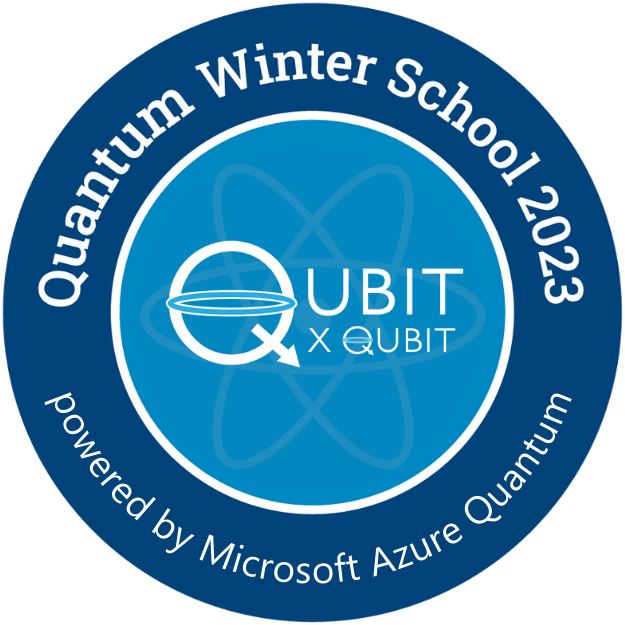 Quantum Winter School 2023
QUBIT
X QUBIT
powered by Microsoft Azure Quantum